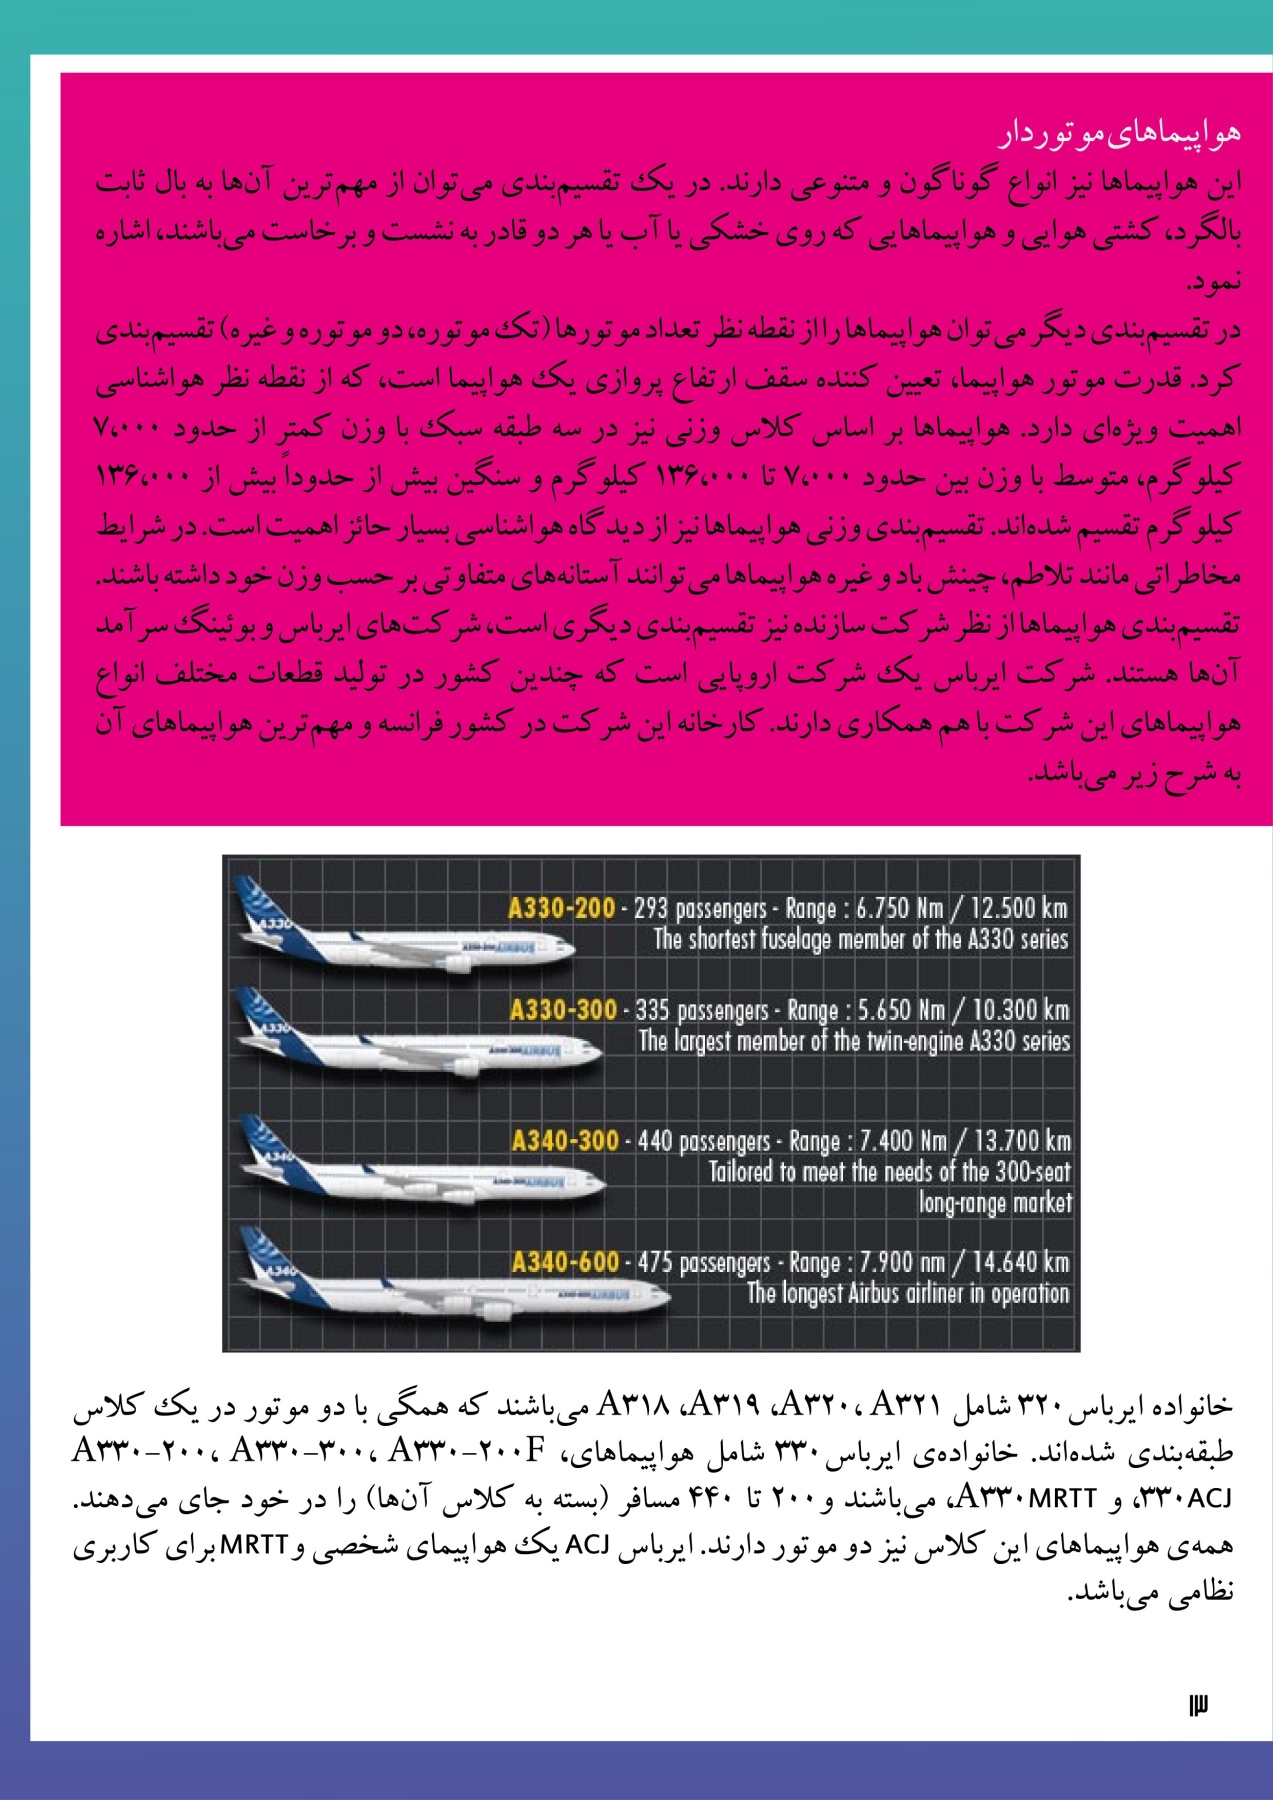 هواپیماهای موتوردار
این هواپیماها نیز انواع گوناگون و متنوعی دارند. در یک تقسیم‌بندی می‌توان از مهم‌ترین آن‌ها به بال ثابت
بالگرد، کشتی هوایی و هواپیماهایی که روی خشکی یا آب یا هر دو قادر به نشست و برخاست می‌باشند، اشاره
نمود.
در تقسیم‌بندی دیگر می‌توان هواپیماها را از نقطه نظر تعداد موتورها (تک موتوره، دو موتوره و غیره) تقسیم‌بندی
کرد. قدرت موتور هواپیما، تعیین کننده سقف ارتفاع پروازی یک هواپیما است، که از نقطه نظر هواشناسی
اهمیت ویژه‌ای دارد. هواپیماها بر اساس کلاس وزنی نیز در سه طبقه سبک با وزن کمتر از حدود ۷،۰۰۰
کیلوگرم، متوسط با وزن بین حدود ۷،۰۰۰ تا ۱۳۶،۰۰۰ کیلوگرم و سنگین بیش از حدوداً بیش از ۱۳۶،۰۰۰
کیلوگرم تقسیم شده‌اند. تقسیم‌بندی وزنی هواپیماها نیز از دیدگاه هواشناسی بسیار حائز اهمیت است. در شرایط
مخاطراتی مانند تلاطم، چینش باد و غیره هواپیماها می‌توانند آستانه‌های متفاوتی بر حسب وزن خود داشته باشند.
تقسیم‌بندی هواپیماها از نظر شرکت سازنده نیز تقسیم‌بندی دیگری است، شرکت‌های ایرباس و بوئینگ سرآمد
آن‌ها هستند. شرکت ایرباس یک شرکت اروپایی است که چندین کشور در تولید قطعات مختلف انواع
هواپیماهای این شرکت با هم همکاری دارند. کارخانه این شرکت در کشور فرانسه و مهم‌ترین هواپیماهای آن
به شرح زیر می‌باشد.
A330-200 - 293 passengers - Range : 6.750 Nm / 12.500 km
The shortest fuselage member of the A330 series
A330
AIRBUS
A330-300 - 335 passengers - Range : 5.650 Nm / 10.300 km
The largest member of the twin-engine A330 series
A330
AIRBUS
A340-300 - 440 passengers - Range : 7.400 Nm / 13.700 km
Tailored to meet the needs of the 300-seat
long-range market
A340
AIRBUS
A340-600 - 475 passengers - Range : 7.900 nm / 14.640 km
The longest Airbus airliner in operation
A340
AIRBUS
خانواده ایرباس ۳۲۰ شامل A۳۱۸ ،A۳۱۹ ،A۳۲۰، A۳۲۱ می‌باشند که همگی با دو موتور در یک کلاس
طبقه‌بندی شده‌اند. خانواده‌ی ایرباس ۳۳۰ شامل هواپیماهای، A۳۳۰-۲۰۰، A۳۳۰-۳۰۰، A۳۳۰-۲۰۰F
۳۳۰ACJ، و A۳۳۰MRTT، می‌باشند و ۲۰۰ تا ۴۴۰ مسافر (بسته به کلاس آن‌ها) را در خود جای می‌دهند.
همه‌ی هواپیماهای این کلاس نیز دو موتور دارند. ایرباس ACJ یک هواپیمای شخصی و MRTT برای کاربری
نظامی می‌باشد.
۱۳